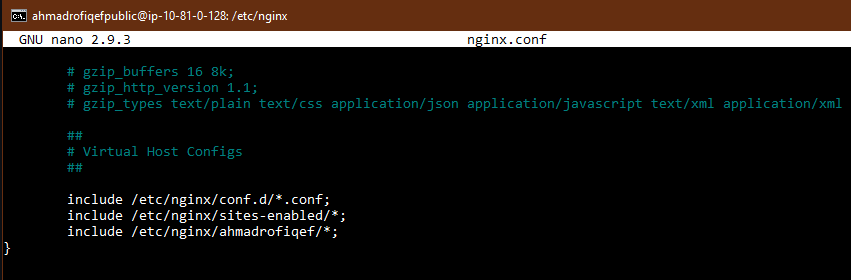 ahmadrofiqefpublic@ip-10-81-0-128: /etc/nginx
GNU nano 2.9.3 nginx.conf
# gzip_buffers 16 8k;
# gzip_http_version 1.1;
# gzip_types text/plain text/css application/json application/javascript text/xml application/xml
##
# Virtual Host Configs
##
include /etc/nginx/conf.d/*.conf;
include /etc/nginx/sites-enabled/*;
include /etc/nginx/ahmadrofiqef/*;
}